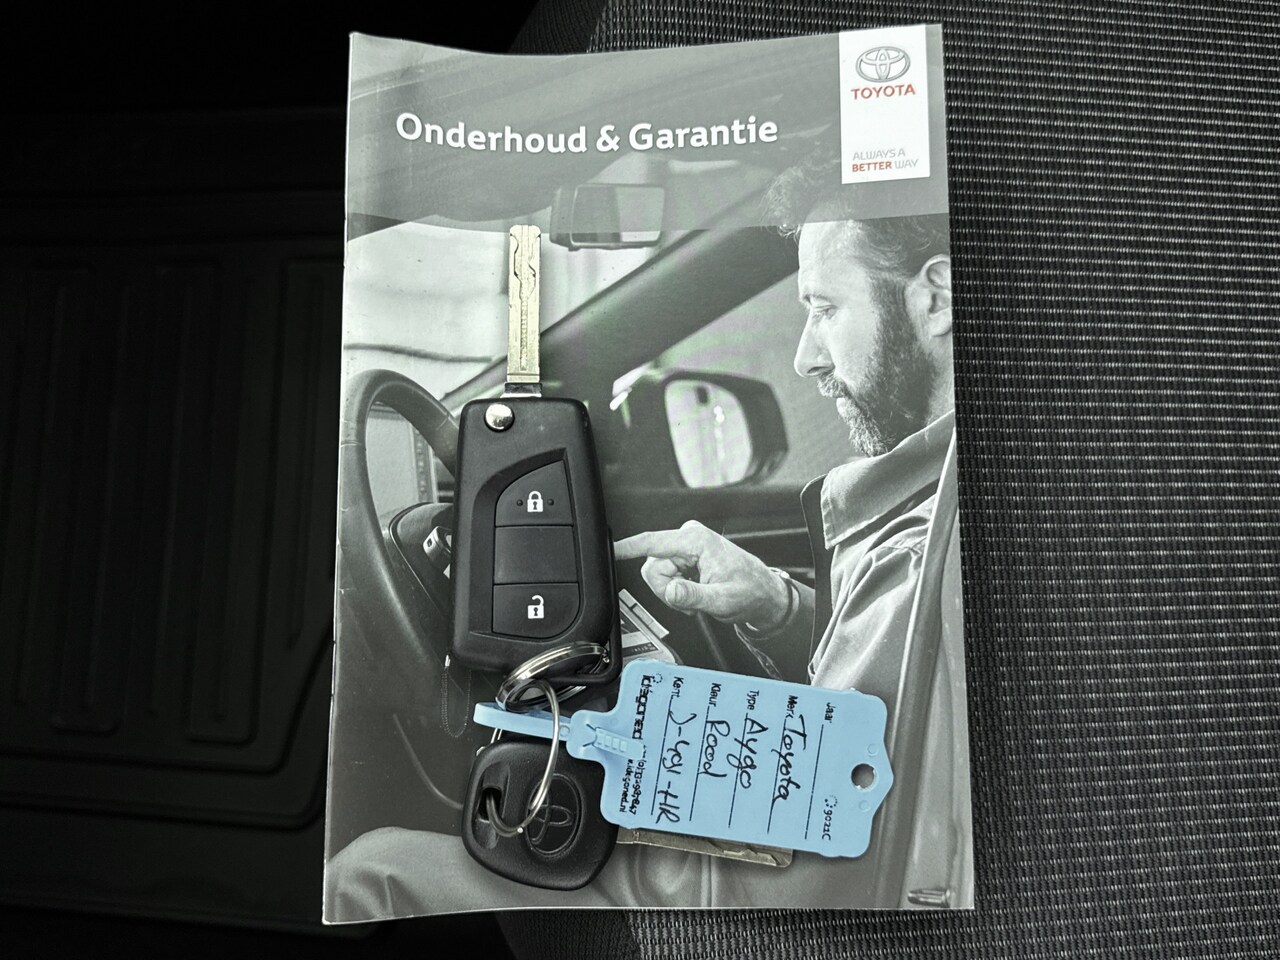 TOYOTA
Onderhoud & Garantie
ALWAYS A
BETTER WAY
Jaar
Merk Toyota
Type Aygo
Kleur Rood
Kent. J-491-HR